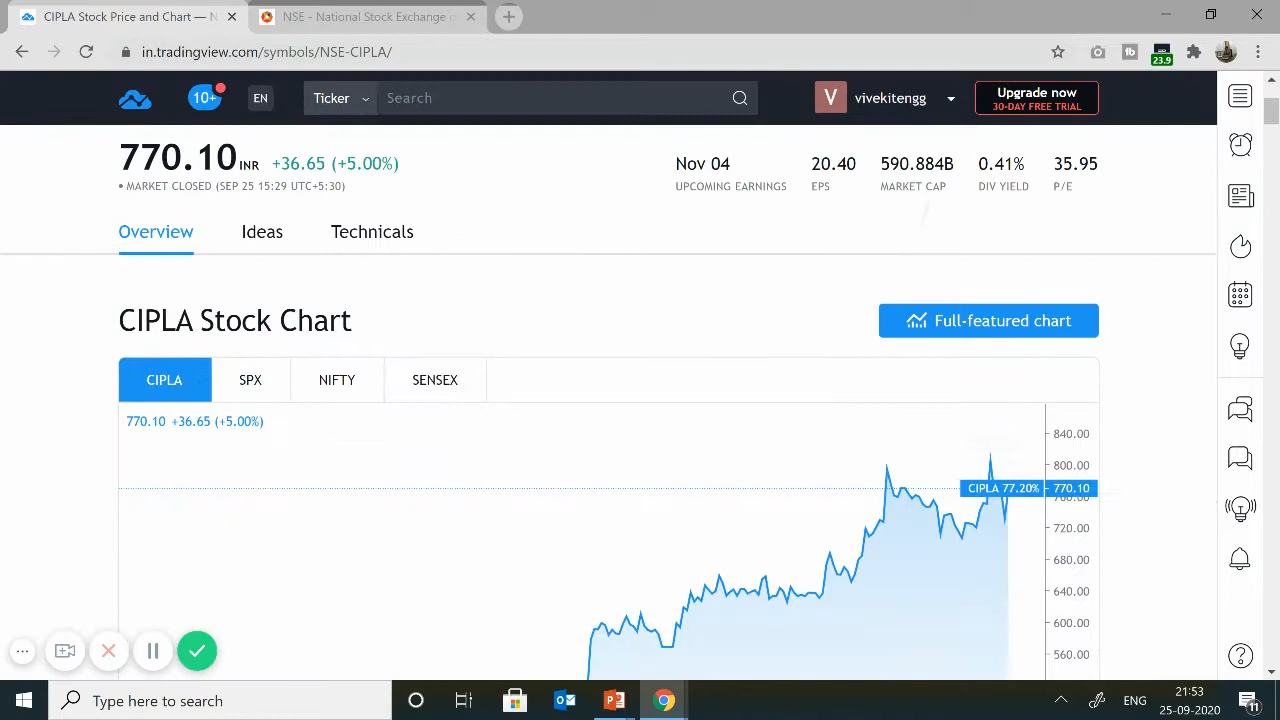 CIPLA Stock Price and Chart — N
NSE - National Stock Exchange o
in.tradingview.com/symbols/NSE-CIPLA/
23.9
10+
EN
Ticker
Search
V
vivekitengg
Upgrade now
30-DAY FREE TRIAL
770.10 INR +36.65 (+5.00%)
• MARKET CLOSED (SEP 25 15:29 UTC+5:30)
Nov 04 20.40 590.884B 0.41% 35.95
UPCOMING EARNINGS EPS MARKET CAP DIV YIELD P/E
Overview Ideas Technicals
CIPLA Stock Chart
Full-featured chart
CIPLA SPX NIFTY SENSEX
770.10 +36.65 (+5.00%)
840.00
800.00
CIPLA 77.20% 770.10
760.00
720.00
680.00
640.00
600.00
560.00
Type here to search
ENG
21:53
25-09-2020
11